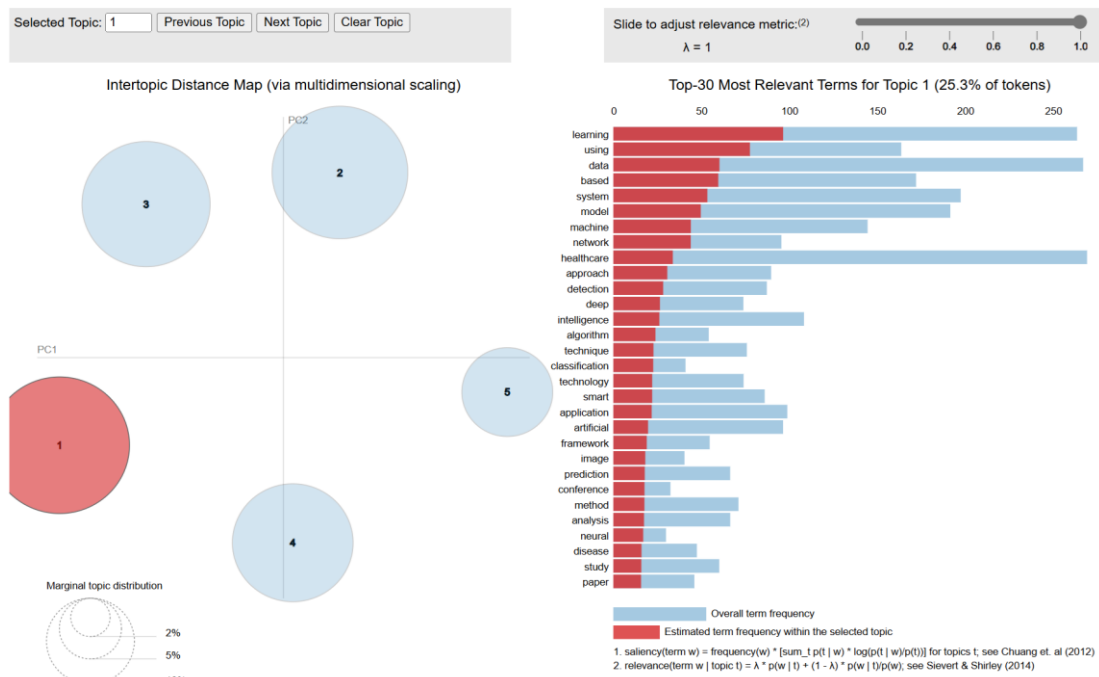 Selected Topic: 1 Previous Topic Next Topic Clear Topic
Slide to adjust relevance metric:(2)
λ = 1
0.0 0.2 0.4 0.6 0.8 1.0
Intertopic Distance Map (via multidimensional scaling)
PC2
PC1
1
2
3
4
5
Marginal topic distribution
2%
5%
Top-30 Most Relevant Terms for Topic 1 (25.3% of tokens)
0 50 100 150 200 250
learning
using
data
based
system
model
machine
network
healthcare
approach
detection
deep
intelligence
algorithm
technique
classification
technology
smart
application
artificial
framework
image
prediction
conference
method
analysis
neural
disease
study
paper
Overall term frequency
Estimated term frequency within the selected topic
1. saliency(term w) = frequency(w) * [sum_t p(t | w) * log(p(t | w)/p(t))] for topics t; see Chuang et. al (2012)
2. relevance(term w | topic t) = λ * p(w | t) + (1 - λ) * p(w | t)/p(w); see Sievert & Shirley (2014)